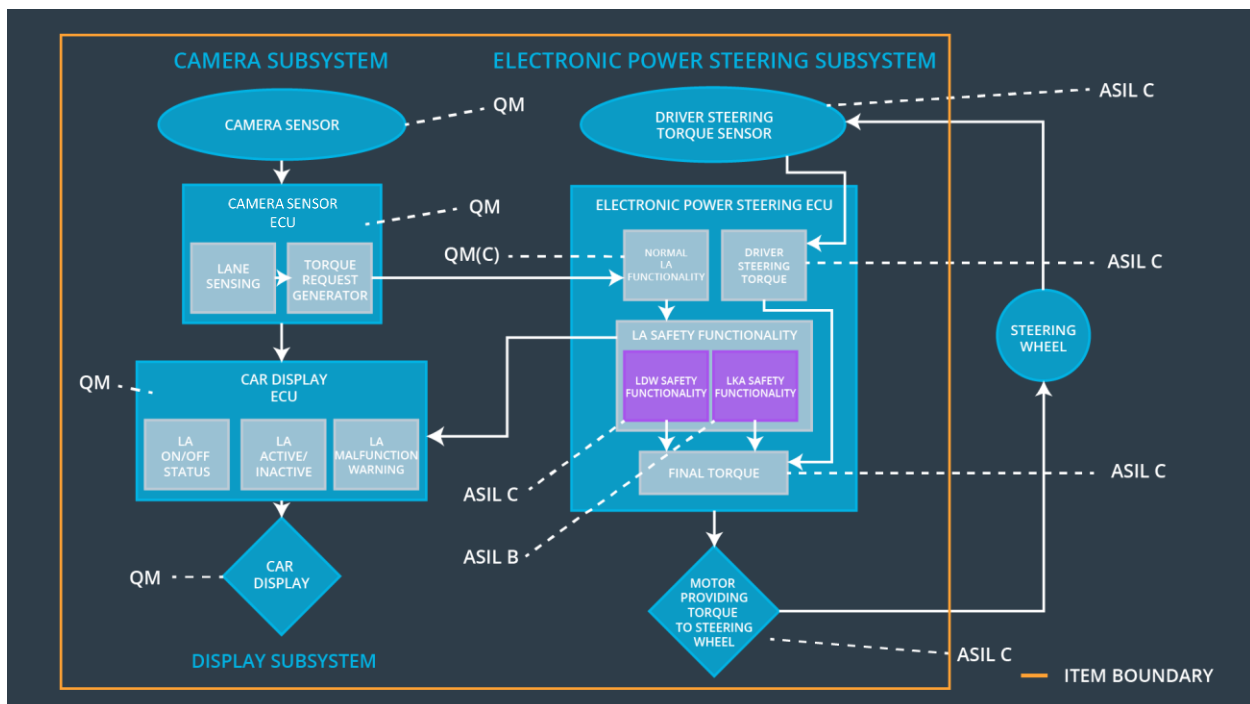 CAMERA SUBSYSTEM
ELECTRONIC POWER STEERING SUBSYSTEM
CAMERA SENSOR
QM
DRIVER STEERING
TORQUE SENSOR
ASIL C
CAMERA SENSOR
ECU
QM
LANE
SENSING
TORQUE
REQUEST
GENERATOR
ELECTRONIC POWER STEERING ECU
QM(C)
NORMAL
LA
FUNCTIONALITY
DRIVER
STEERING
TORQUE
ASIL C
STEERING
WHEEL
LA SAFETY FUNCTIONALITY
LDW SAFETY
FUNCTIONALITY
LKA SAFETY
FUNCTIONALITY
QM
CAR DISPLAY
ECU
LA
ON/OFF
STATUS
LA
ACTIVE/
INACTIVE
LA
MALFUNCTION
WARNING
FINAL TORQUE
ASIL C
ASIL C
ASIL B
QM
CAR
DISPLAY
MOTOR
PROVIDING
TORQUE
TO STEERING
WHEEL
ASIL C
DISPLAY SUBSYSTEM
ITEM BOUNDARY